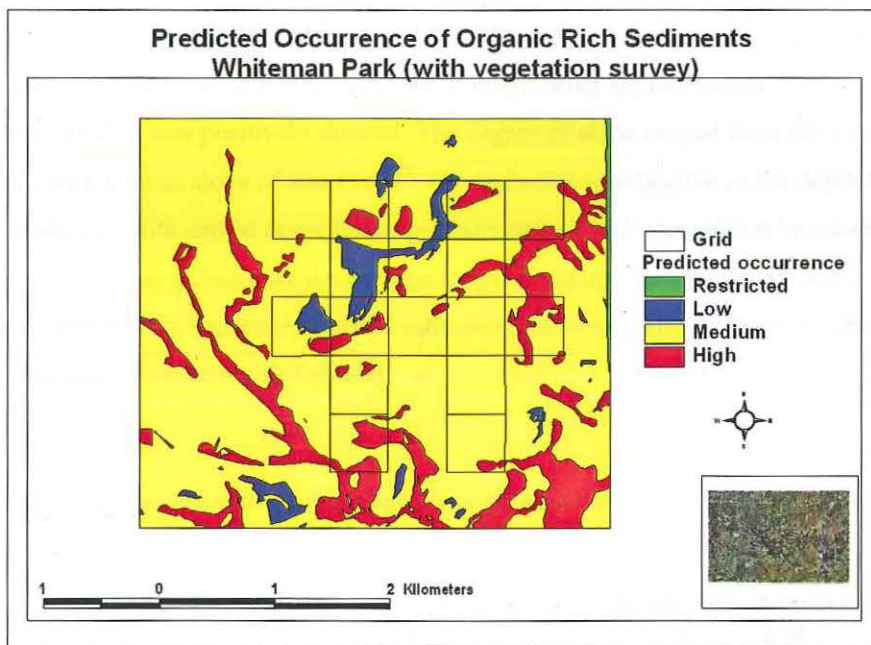 Predicted Occurrence of Organic Rich Sediments
Whiteman Park (with vegetation survey)
Grid
Predicted occurrence
Restricted
Low
Medium
High
1 0 1 2 Kilometers